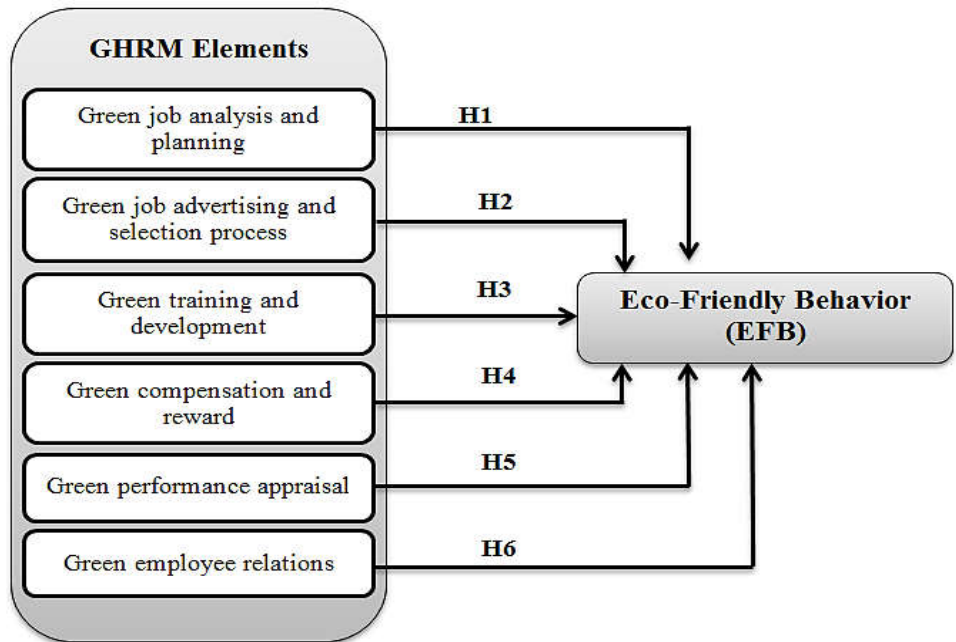 GHRM Elements
Green job analysis and
planning
H1
Green job advertising and
selection process
H2
Green training and
development
H3
Eco-Friendly Behavior
(EFB)
Green compensation and
reward
H4
Green performance appraisal
H5
Green employee relations
H6